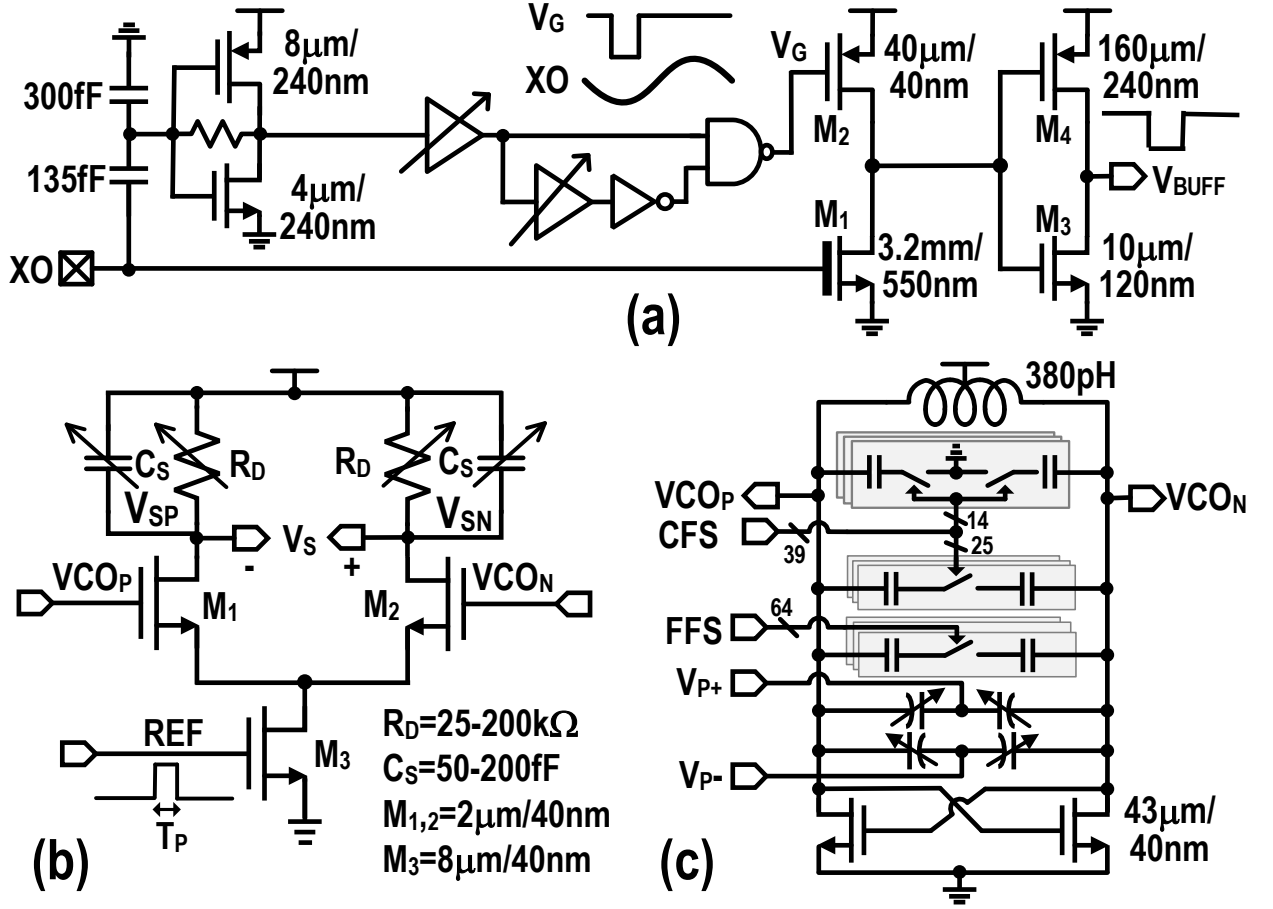 VG
XO
8μm/
240nm
300fF
135fF
4μm/
240nm
XO
VG
40μm/
40nm
M2
M1
3.2mm/
550nm
160μm/
240nm
M4
VBUFF
M3
10μm/
120nm
(a)
CS
RD
RD
CS
VSP
VSN
VS
-
+
VCOP
M1
M2
VCON
REF
M3
TP
RD=25-200kΩ
CS=50-200fF
M1,2=2μm/40nm
M3=8μm/40nm
(b)
380pH
VCOP
VCON
CFS
39
14
25
FFS
64
VP+
VP-
43μm/
40nm
(c)